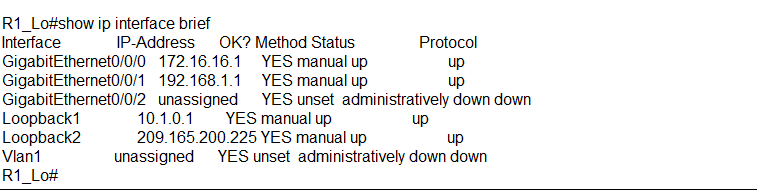 R1_Lo#show ip interface brief
Interface IP-Address OK? Method Status Protocol
GigabitEthernet0/0/0 172.16.16.1 YES manual up up
GigabitEthernet0/0/1 192.168.1.1 YES manual up up
GigabitEthernet0/0/2 unassigned YES unset administratively down down
Loopback1 10.1.0.1 YES manual up up
Loopback2 209.165.200.225 YES manual up up
Vlan1 unassigned YES unset administratively down down
R1_Lo#